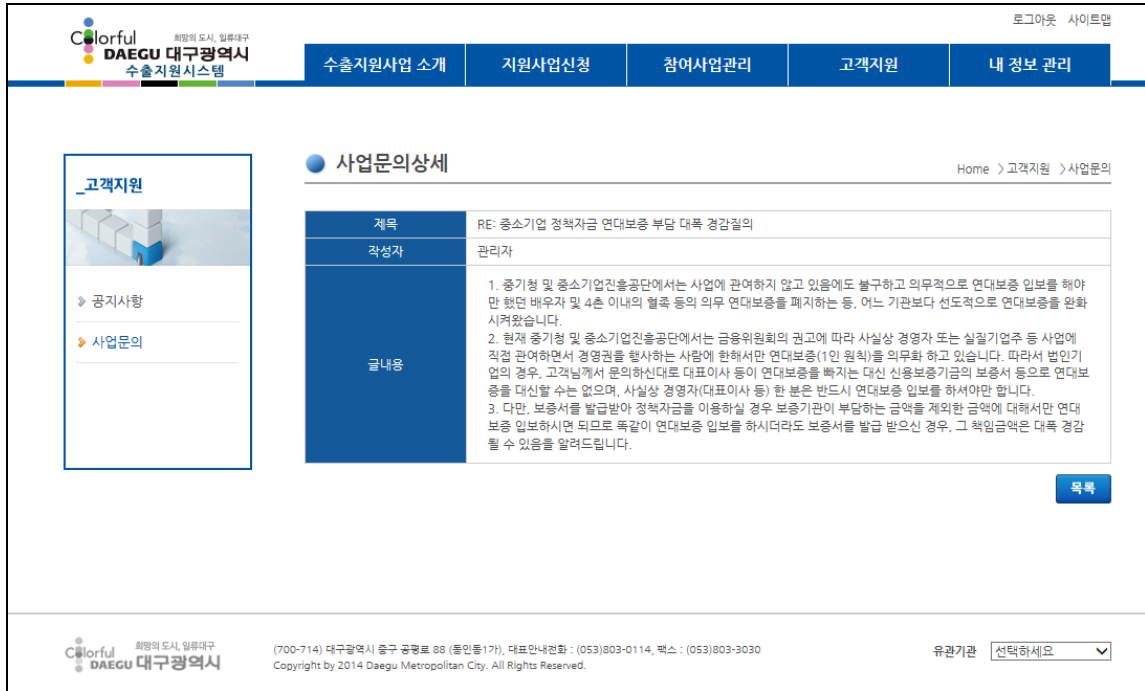 로그아웃 사이트맵
Colorful 희망의 도시, 일류대구
DAEGU 대구광역시
수출지원시스템
수출지원사업 소개 지원사업신청 참여사업관리 고객지원 내 정보 관리
_고객지원
공지사항
사업문의
사업문의상세
Home > 고객지원 > 사업문의
제목 RE: 중소기업 정책자금 연대보증 부담 대폭 경감질의
작성자 관리자
글내용
1. 중기청 및 중소기업진흥공단에서는 사업에 관여하지 않고 있음에도 불구하고 의무적으로 연대보증 입보를 해야
만 했던 배우자 및 4촌 이내의 혈족 등의 의무 연대보증을 폐지하는 등, 어느 기관보다 선도적으로 연대보증을 완화
시켜왔습니다.
2. 현재 중기청 및 중소기업진흥공단에서는 금융위원회의 권고에 따라 사실상 경영자 또는 실질기업주 등 사업에
직접 관여하면서 경영권을 행사하는 사람에 한해서만 연대보증(1인 원칙)을 의무화 하고 있습니다. 따라서 법인기
업의 경우, 고객님께서 문의하신대로 대표이사 등이 연대보증을 빠지는 대신 신용보증기금의 보증서 등으로 연대보
증을 대신할 수는 없으며, 사실상 경영자(대표이사 등) 한 분은 반드시 연대보증 입보를 하셔야만 합니다.
3. 다만, 보증서를 발급받아 정책자금을 이용하실 경우 보증기관이 부담하는 금액을 제외한 금액에 대해서만 연대
보증 입보하시면 되므로 똑같이 연대보증 입보를 하시더라도 보증서를 발급 받으신 경우, 그 책임금액은 대폭 경감
될 수 있음을 알려드립니다.
목록
Colorful 희망의 도시, 일류대구
DAEGU 대구광역시
(700-714) 대구광역시 중구 공평로 88 (동인동1가), 대표안내전화 : (053)803-0114, 팩스 : (053)803-3030
Copyright by 2014 Daegu Metropolitan City. All Rights Reserved.
유관기관 선택하세요